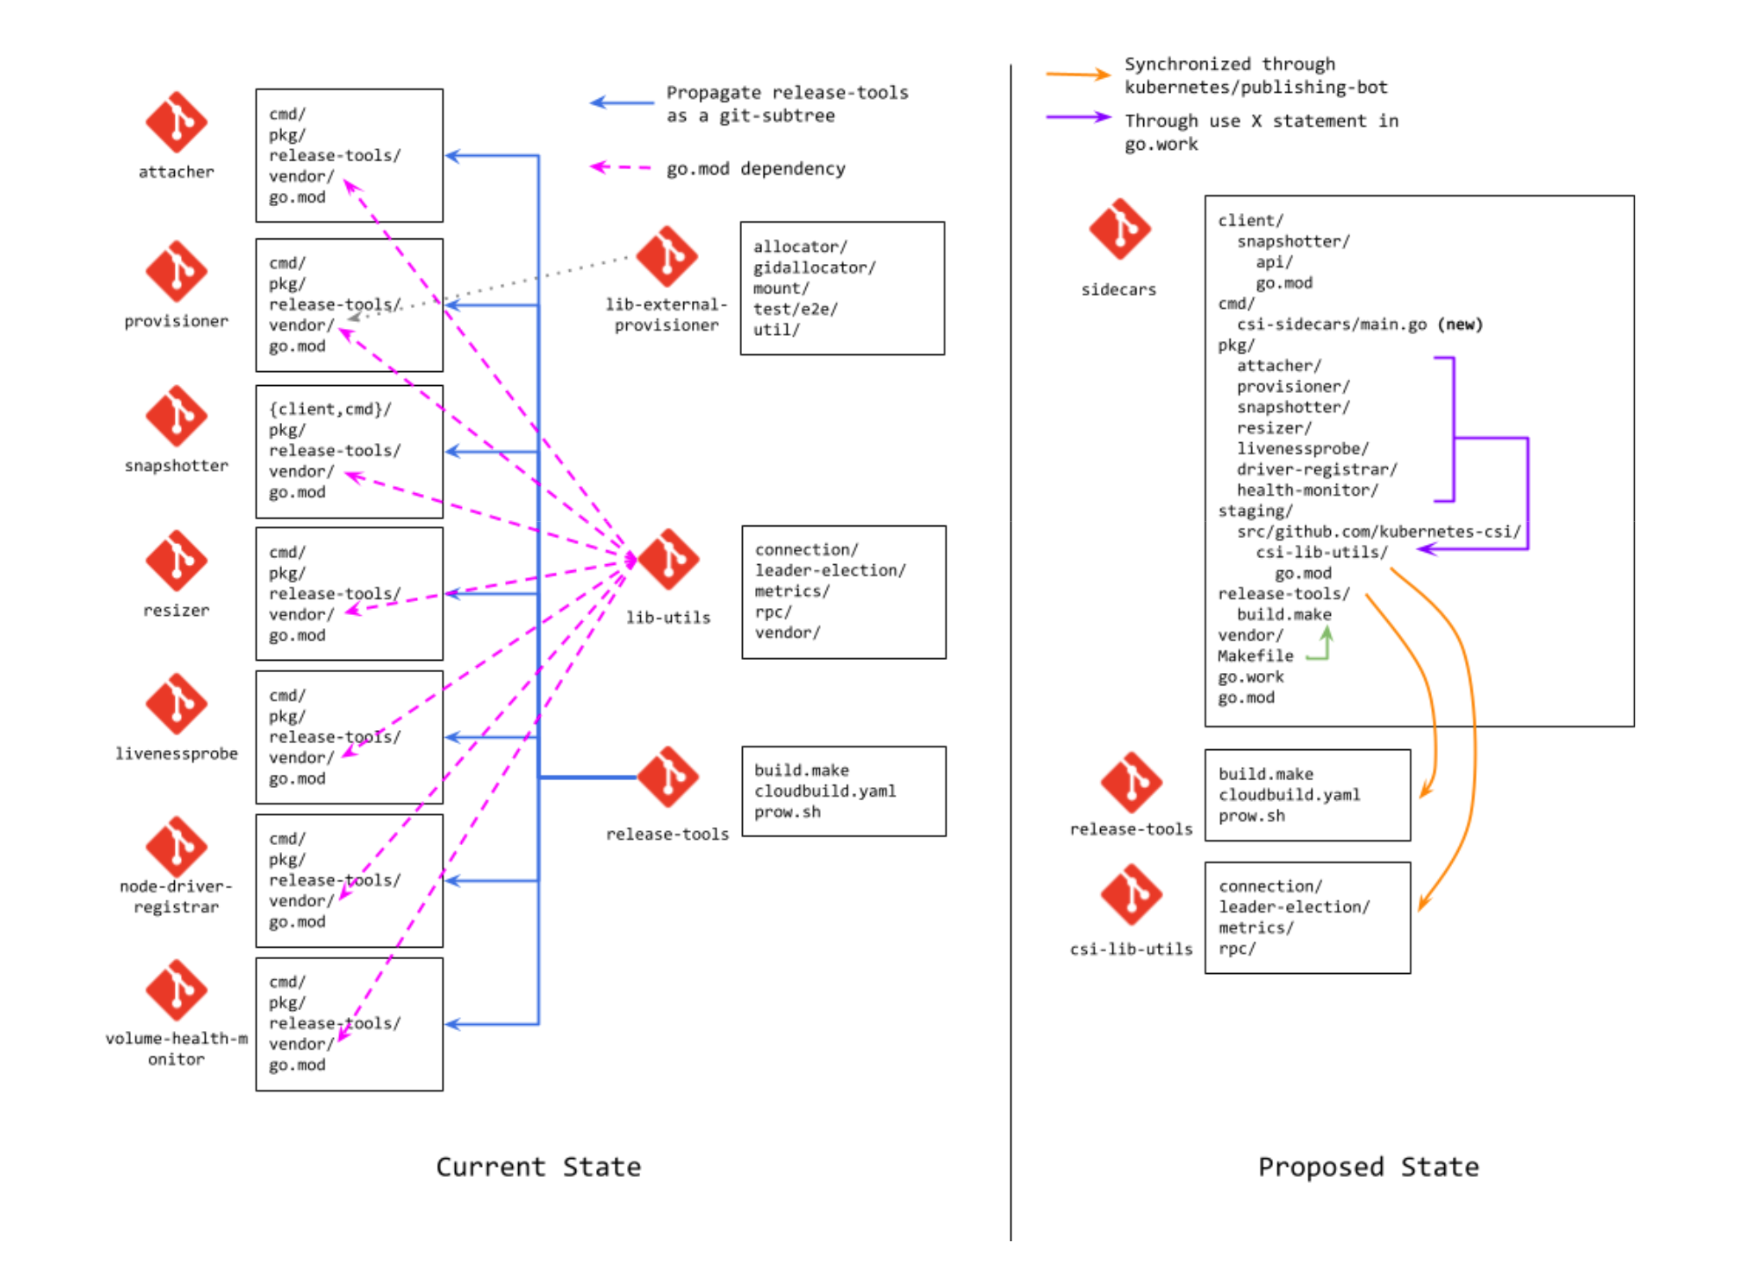 attacher
cmd/
pkg/
release-tools/
vendor/
go.mod
provisioner
cmd/
pkg/
release-tools/
vendor/
go.mod
snapshotter
{client,cmd}/
pkg/
release-tools/
vendor/
go.mod
resizer
cmd/
pkg/
release-tools/
vendor/
go.mod
livenessprobe
cmd/
pkg/
release-tools/
vendor/
go.mod
node-driver-
registrar
cmd/
pkg/
release-tools/
vendor/
go.mod
volume-health-m
onitor
cmd/
pkg/
release-tools/
vendor/
go.mod
Propagate release-tools
as a git-subtree
go.mod dependency
lib-external-
provisioner
allocator/
gidallocator/
mount/
test/e2e/
util/
lib-utils
connection/
leader-election/
metrics/
rpc/
vendor/
release-tools
build.make
cloudbuild.yaml
prow.sh
Current State
Synchronized through
kubernetes/publishing-bot
Through use X statement in
go.work
sidecars
client/
snapshotter/
api/
go.mod
cmd/
csi-sidecars/main.go (new)
pkg/
attacher/
provisioner/
snapshotter/
resizer/
livenessprobe/
driver-registrar/
health-monitor/
staging/
src/github.com/kubernetes-csi/
csi-lib-utils/
go.mod
release-tools/
build.make
vendor/
Makefile
go.work
go.mod
release-tools
build.make
cloudbuild.yaml
prow.sh
csi-lib-utils
connection/
leader-election/
metrics/
rpc/
Proposed State